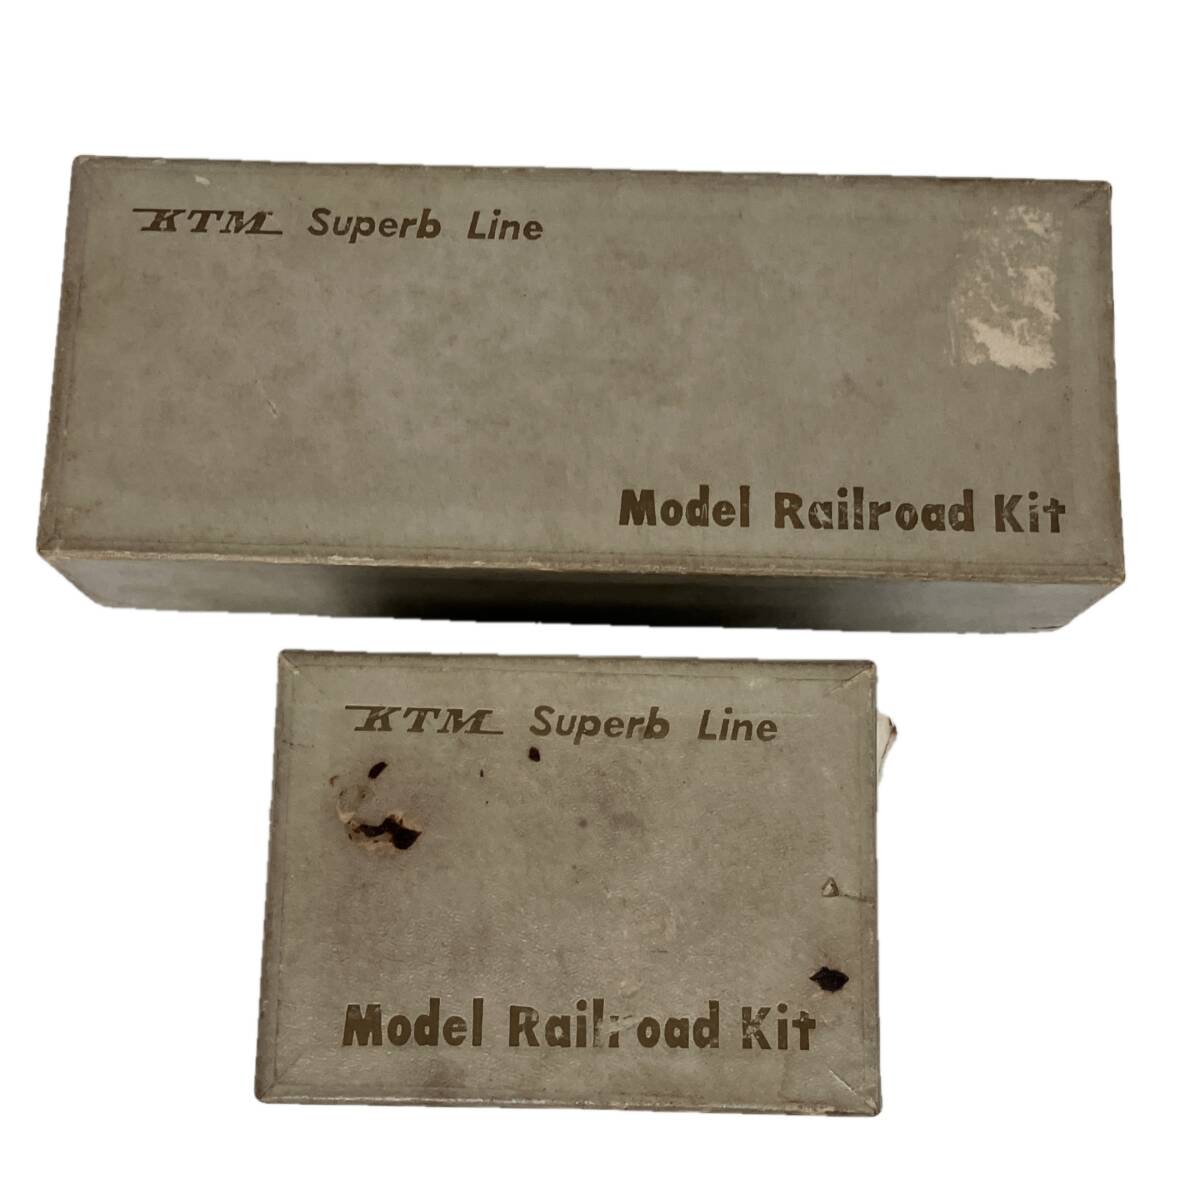 KTM Superb Line
Model Railroad Kit
KTM Superb Line
Model Railroad Kit